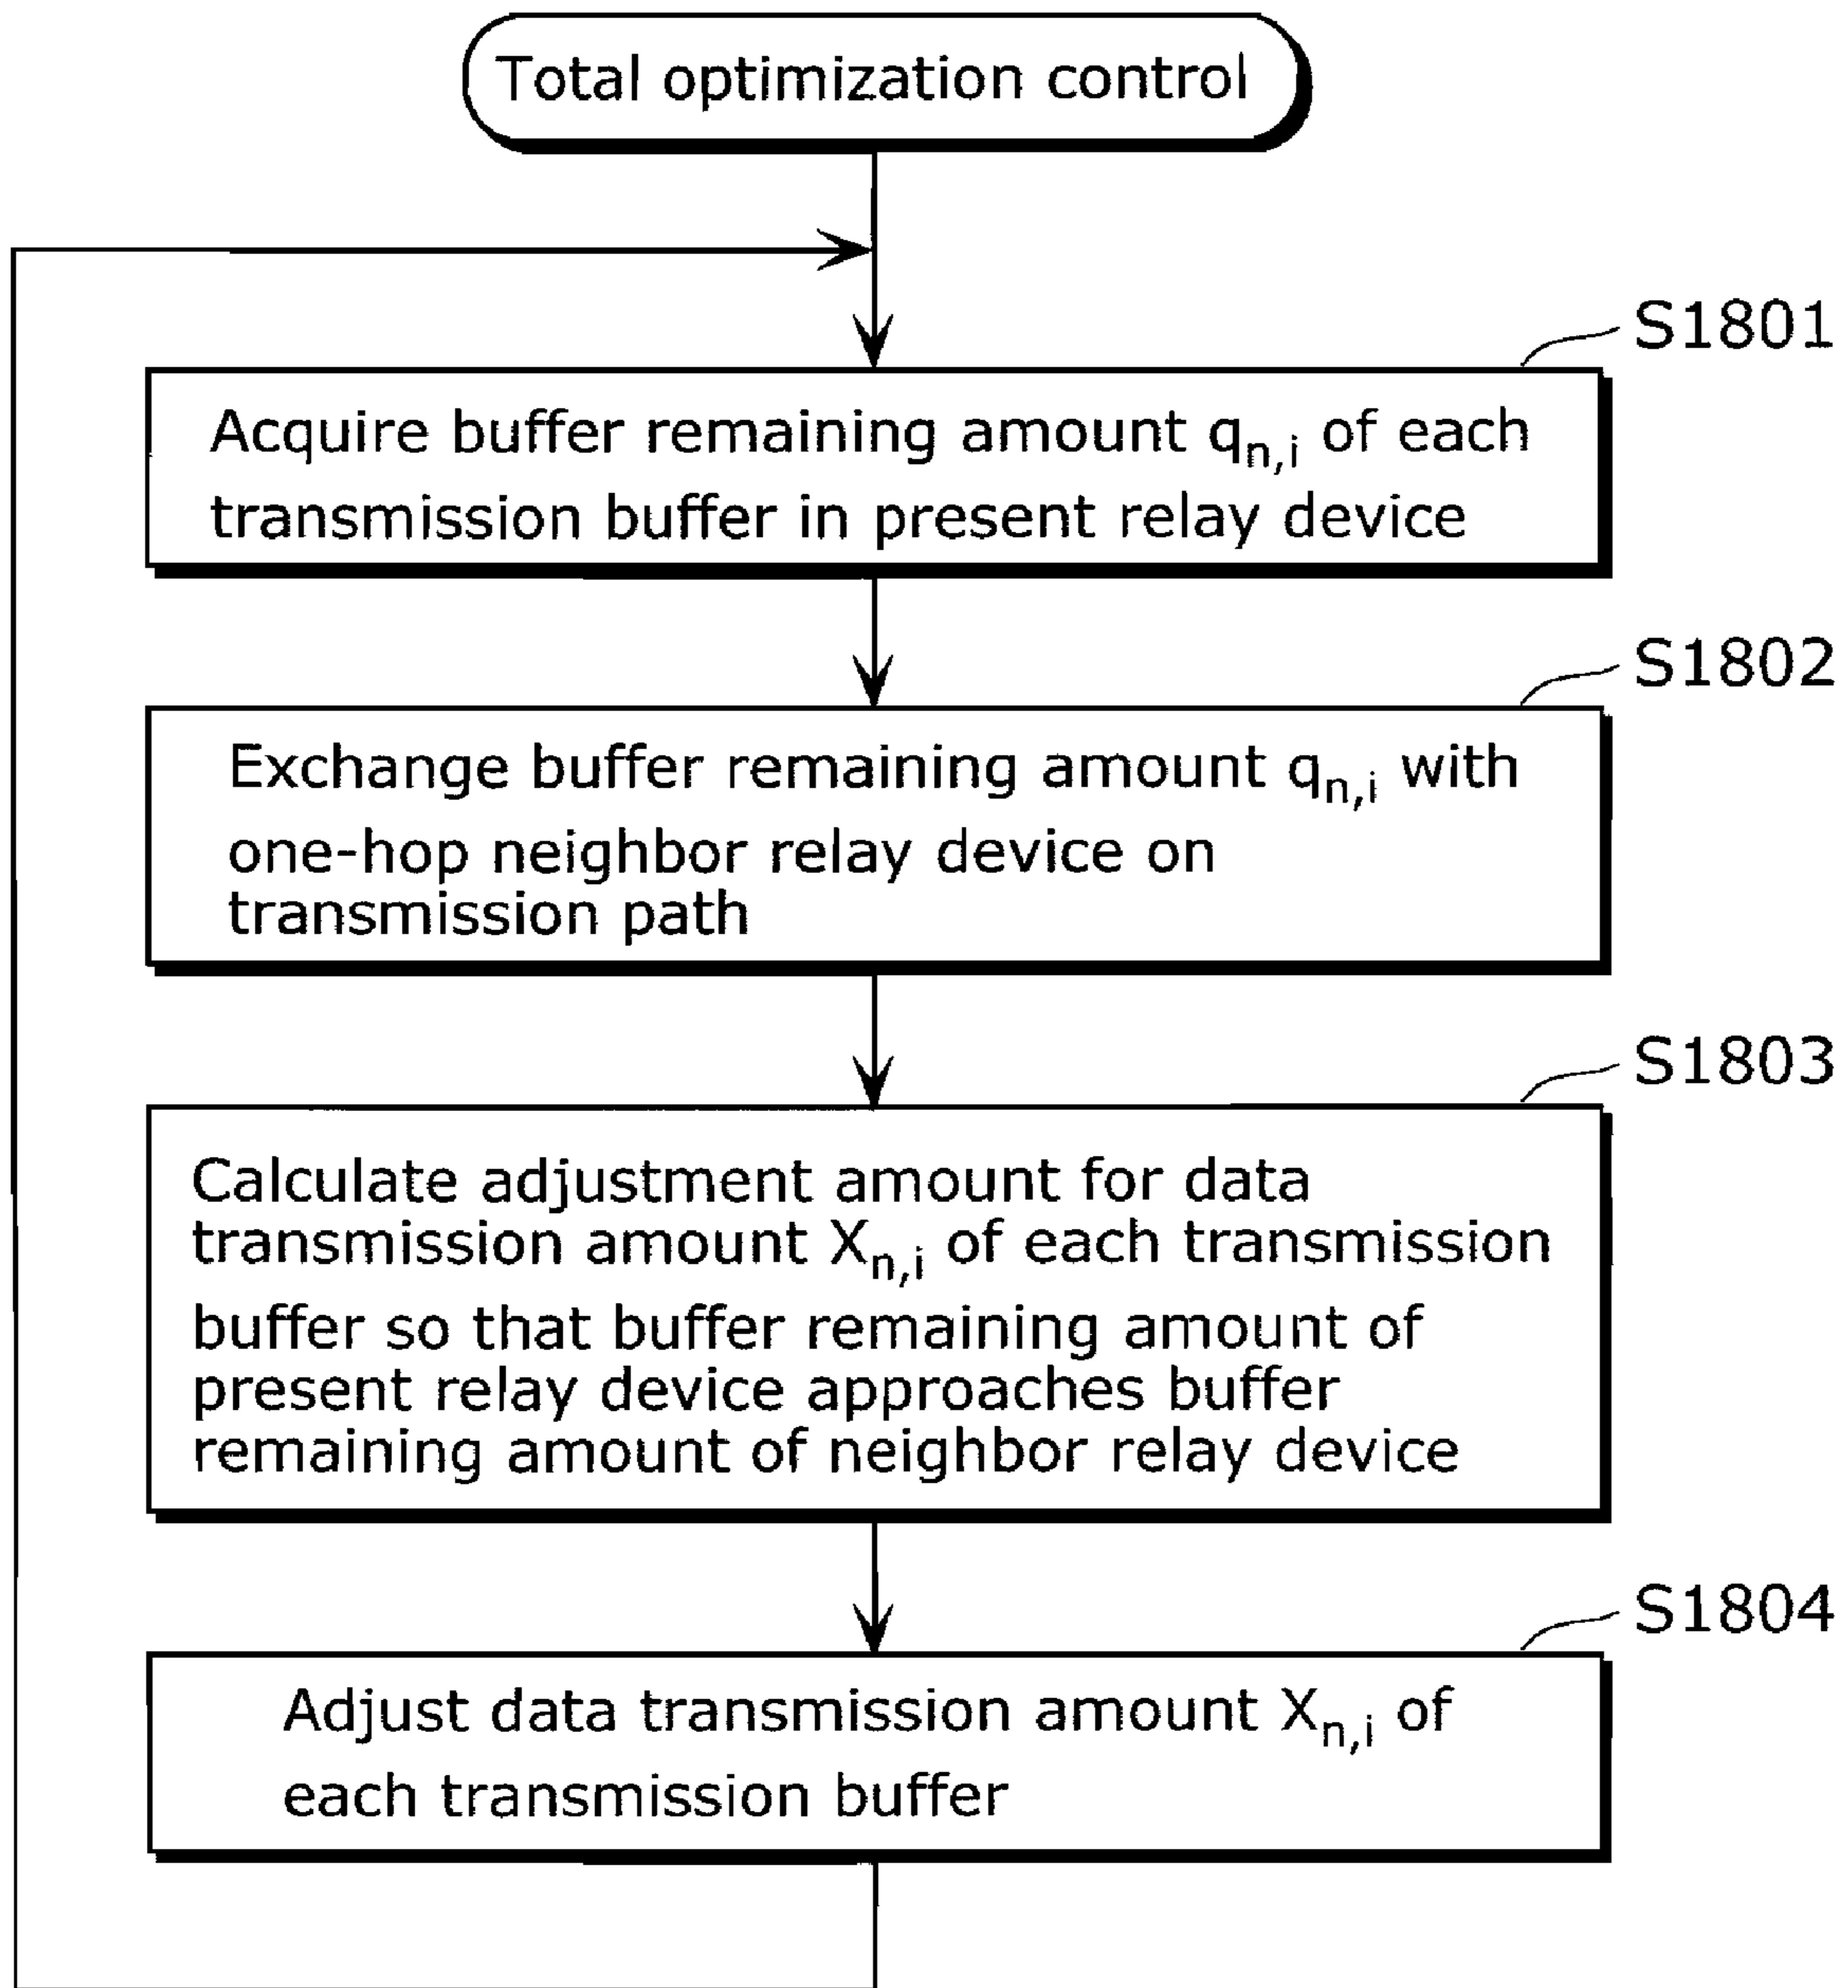 Total optimization control
S1801
Acquire buffer remaining amount qn,i of each
transmission buffer in present relay device
S1802
Exchange buffer remaining amount qn,i with
one-hop neighbor relay device on
transmission path
S1803
Calculate adjustment amount for data
transmission amount Xn,i of each transmission
buffer so that buffer remaining amount of
present relay device approaches buffer
remaining amount of neighbor relay device
S1804
Adjust data transmission amount Xn,i of
each transmission buffer